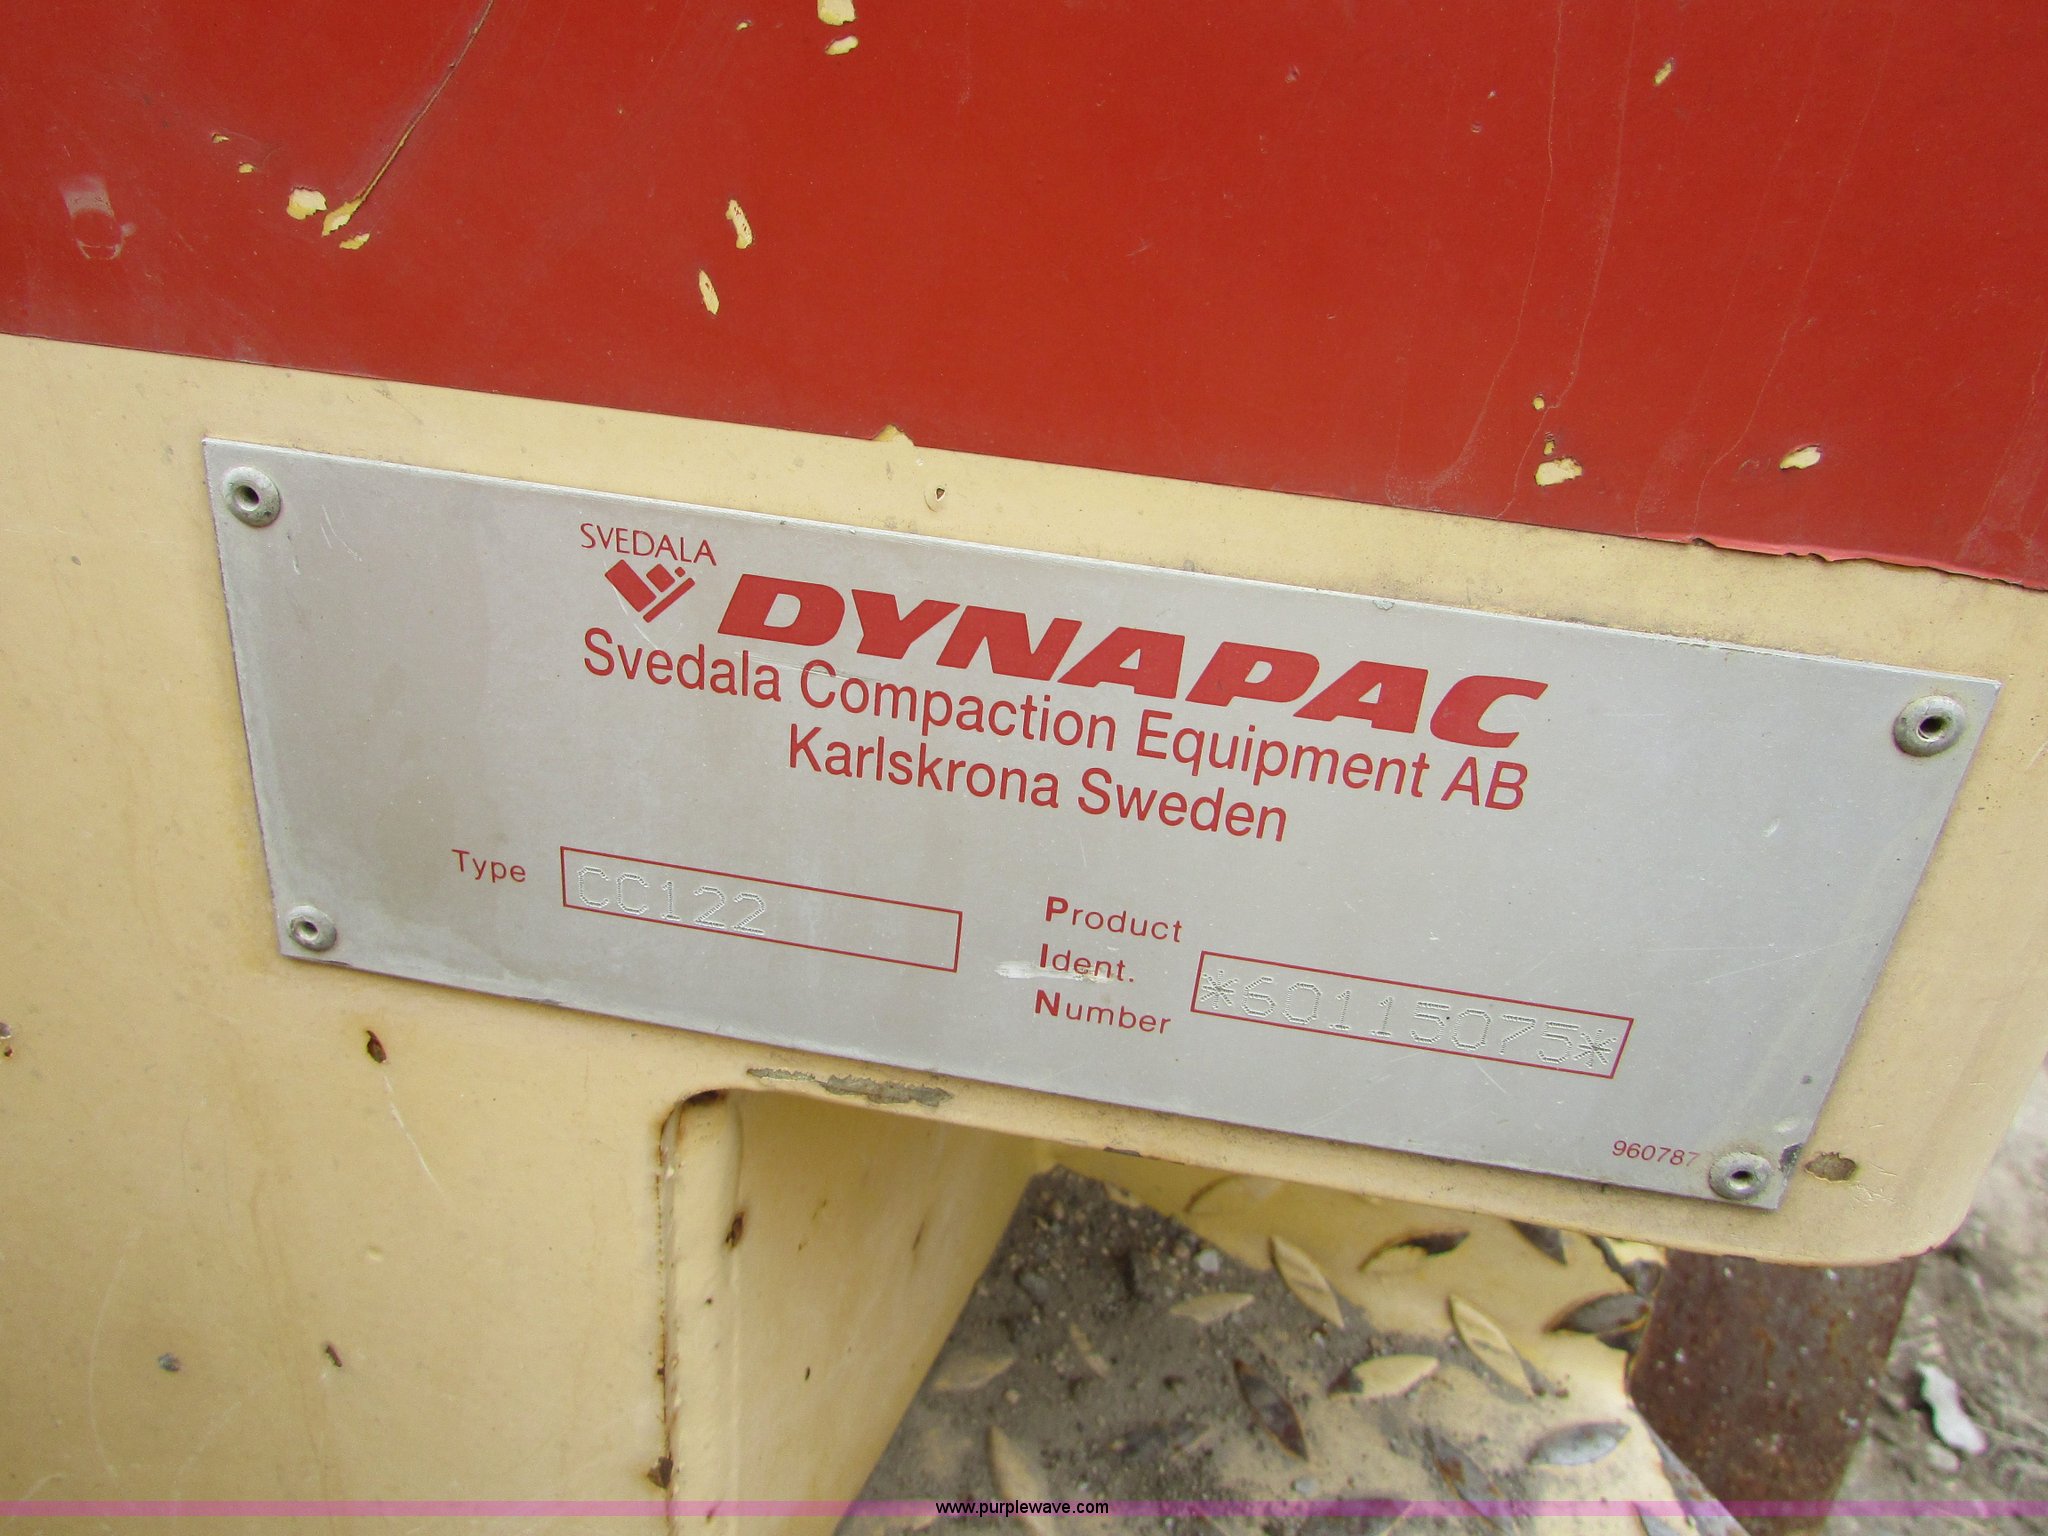 SVEDALA
DYNAPAC
Svedala Compaction Equipment AB
Karlskrona Sweden
Type CC122
Product
Ident.
Number *60115075*
960787
www.purplewave.com